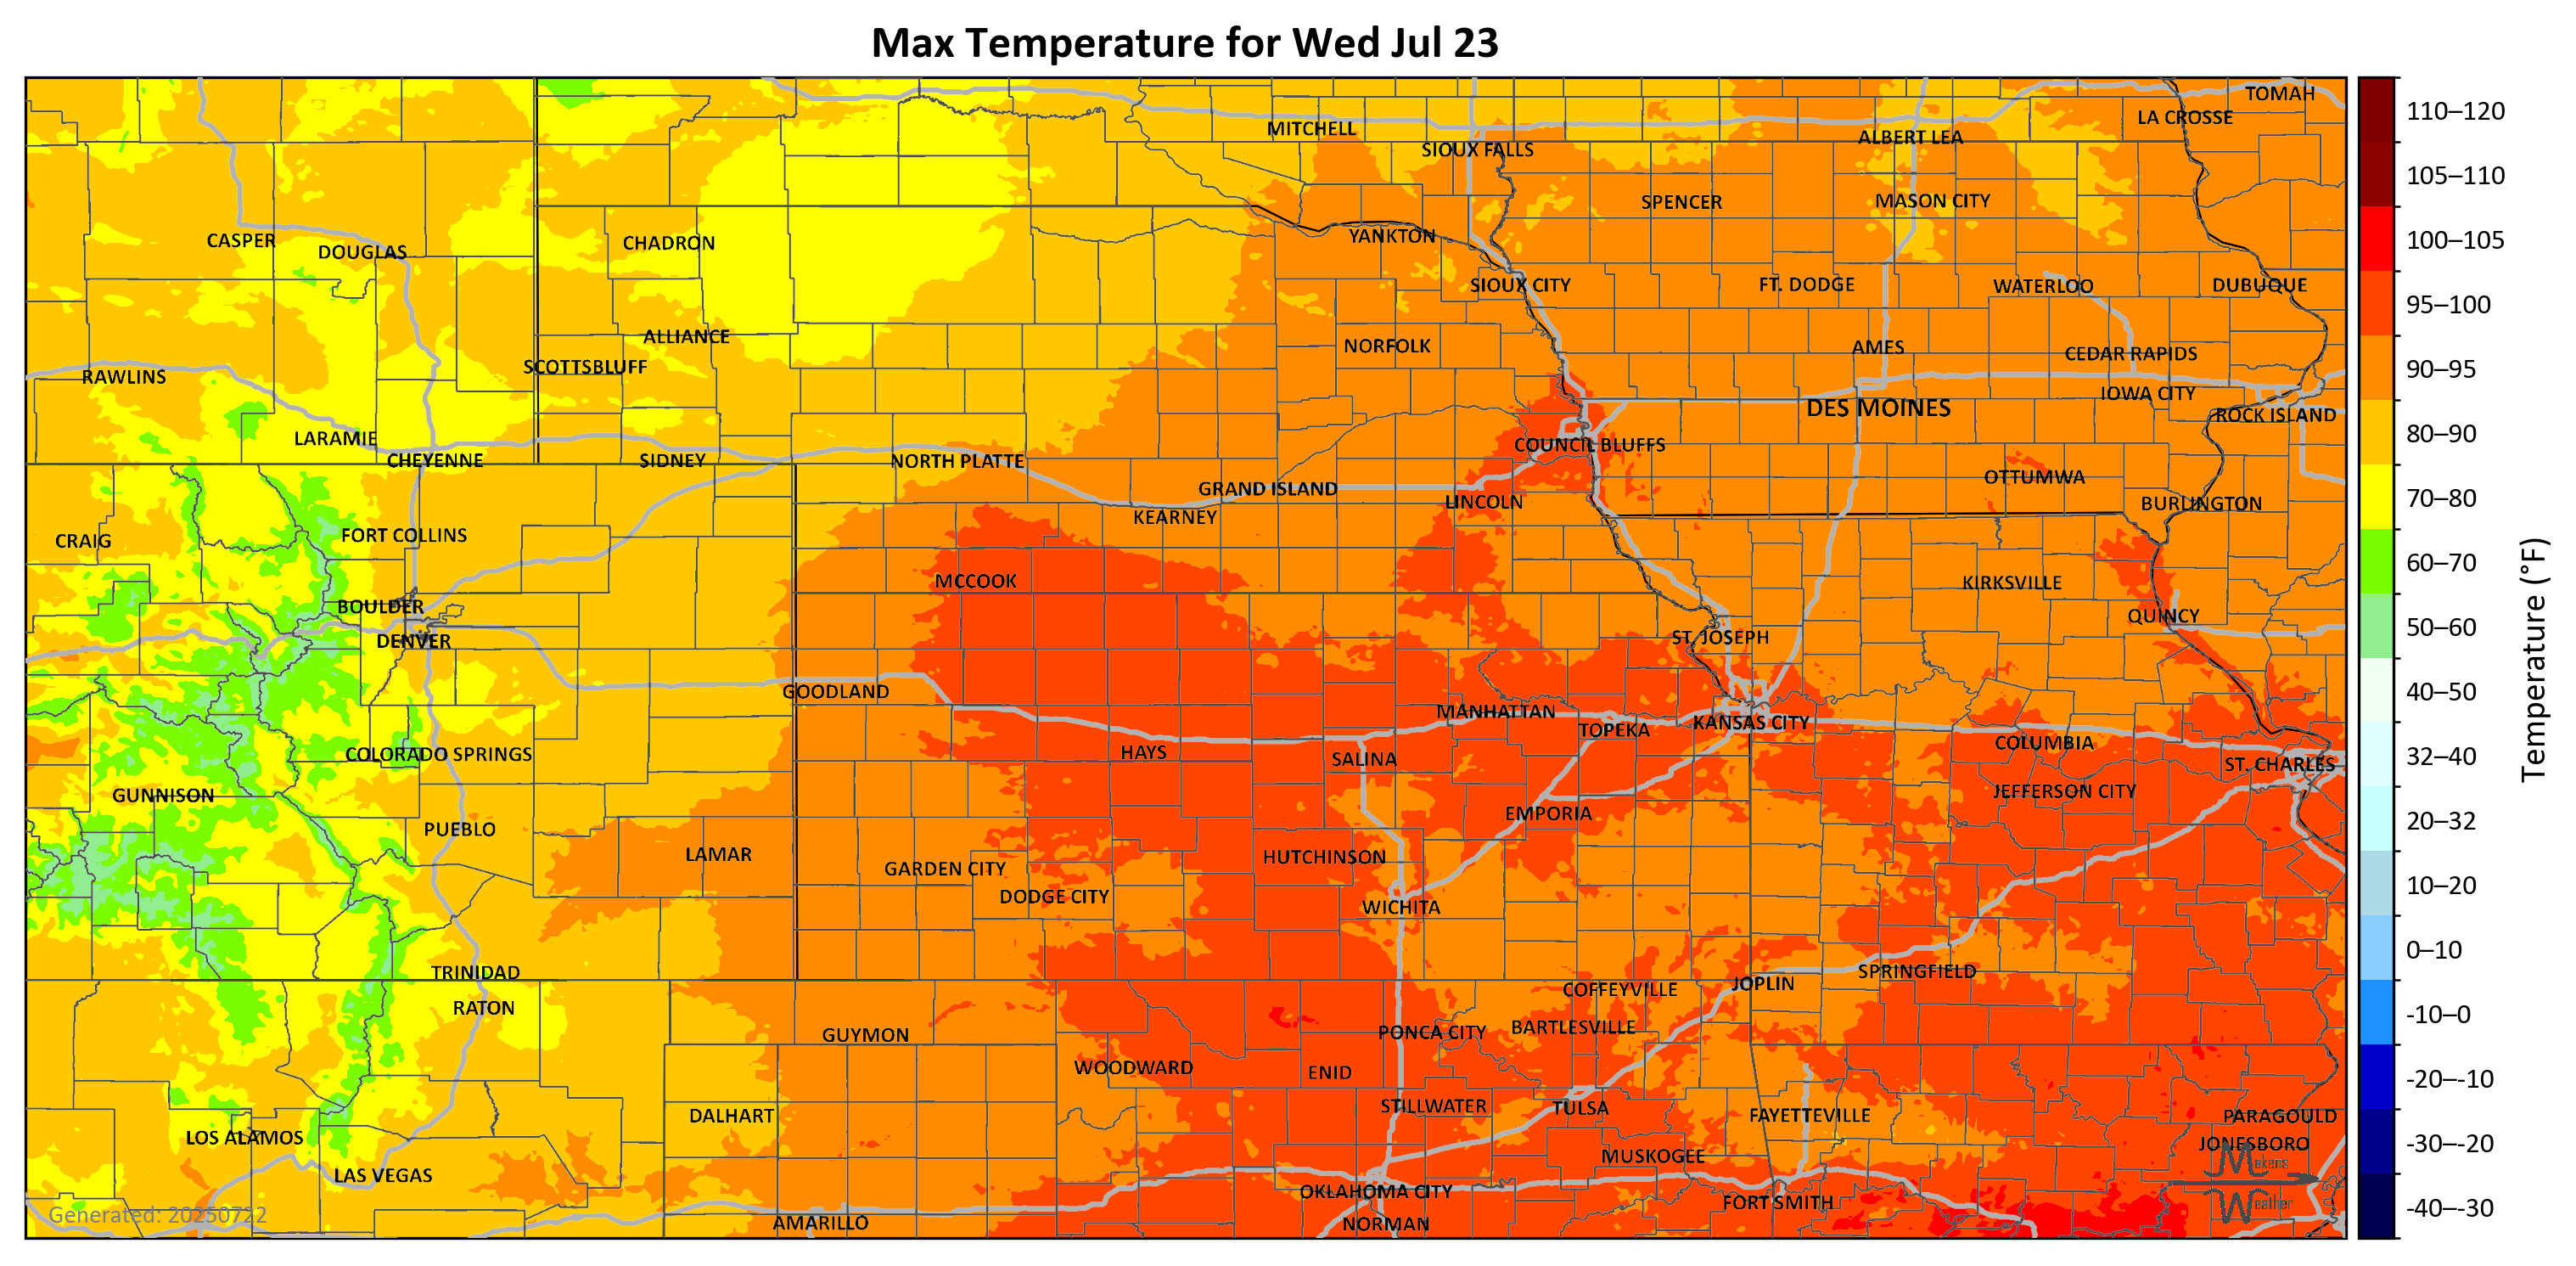 Max Temperature for Wed Jul 23
TOMAH
LA CROSSE
MITCHELL
ALBERT LEA
SIOUX FALLS
SPENCER
MASON CITY
CASPER
DOUGLAS
CHADRON
YANKTON
SIOUX CITY
FT. DODGE
WATERLOO
DUBUQUE
ALLIANCE
NORFOLK
AMES
CEDAR RAPIDS
SCOTTSBLUFF
RAWLINS
IOWA CITY
DES MOINES
ROCK ISLAND
LARAMIE
COUNCIL BLUFFS
CHEYENNE
SIDNEY
NORTH PLATTE
OTTUMWA
GRAND ISLAND
LINCOLN
BURLINGTON
KEARNEY
FORT COLLINS
CRAIG
MCCOOK
KIRKSVILLE
BOULDER
QUINCY
DENVER
ST. JOSEPH
GOODLAND
MANHATTAN
TOPEKA
KANSAS CITY
COLUMBIA
COLORADO SPRINGS
HAYS
SALINA
ST. CHARLES
GUNNISON
JEFFERSON CITY
EMPORIA
PUEBLO
LAMAR
HUTCHINSON
GARDEN CITY
DODGE CITY
WICHITA
TRINIDAD
SPRINGFIELD
JOPLIN
COFFEYVILLE
RATON
GUYMON
PONCA CITY
BARTLESVILLE
WOODWARD
ENID
STILLWATER
TULSA
DALHART
FAYETTEVILLE
PARAGOULD
LOS ALAMOS
JONESBORO
MUSKOGEE
LAS VEGAS
OKLAHOMA CITY
FORT SMITH
AMARILLO
NORMAN
Makens
Weather
Generated: 20250722
110–120
105–110
100–105
95–100
90–95
80–90
70–80
60–70
50–60
40–50
32–40
20–32
10–20
0–10
-10–0
-20–-10
-30–-20
-40–-30
Temperature (°F)